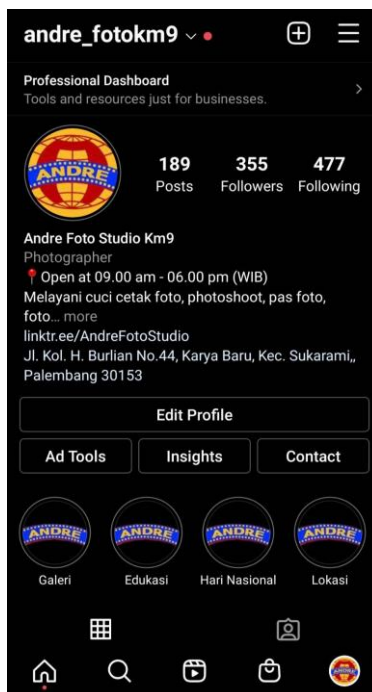 andre_fotokm9
Professional Dashboard
Tools and resources just for businesses.
ANDRE
189 355 477
Posts Followers Following
Andre Foto Studio Km9
Photographer
📍Open at 09.00 am - 06.00 pm (WIB)
Melayani cuci cetak foto, photoshoot, pas foto,
foto... more
linktr.ee/AndreFotoStudio
Jl. Kol. H. Burlian No.44, Karya Baru, Kec. Sukarami,,
Palembang 30153
Edit Profile
Ad Tools Insights Contact
ANDRE ANDRE ANDRE ANDRE
Galeri Edukasi Hari Nasional Lokasi